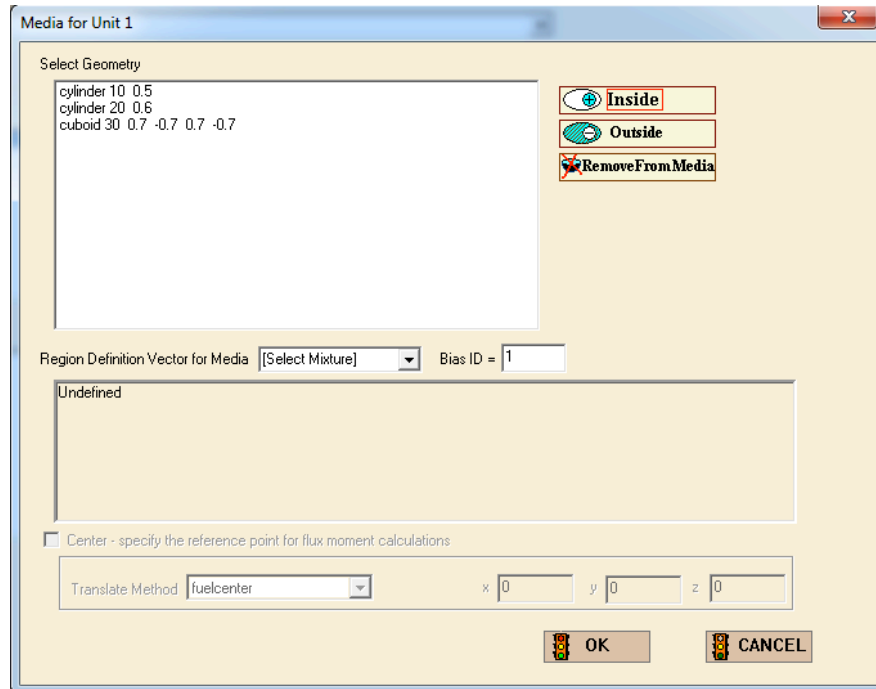 Media for Unit 1
x
Select Geometry
cylinder 10 0.5
cylinder 20 0.6
cuboid 30 0.7 -0.7 0.7 -0.7
Inside
Outside
RemoveFromMedia
Region Definition Vector for Media [Select Mixture] Bias ID = 1
Undefined
Center - specify the reference point for flux moment calculations
Translate Method fuelcenter x 0 y 0 z 0
OK CANCEL